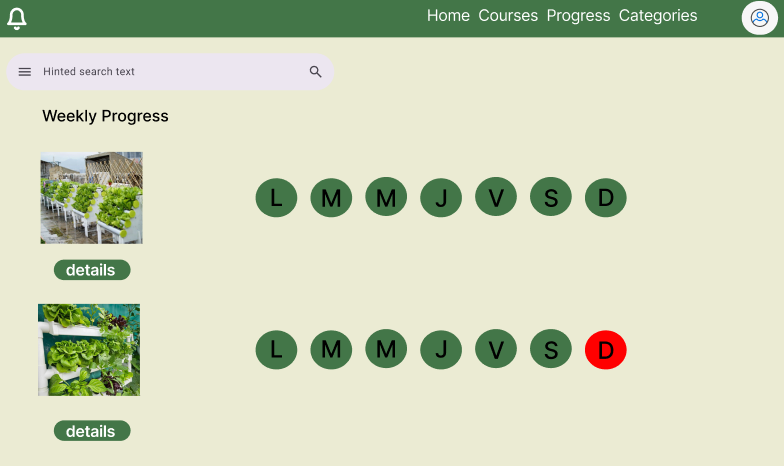 Home Courses Progress Categories
Hinted search text
Weekly Progress
L M M J V S D
details
L M M J V S D
details